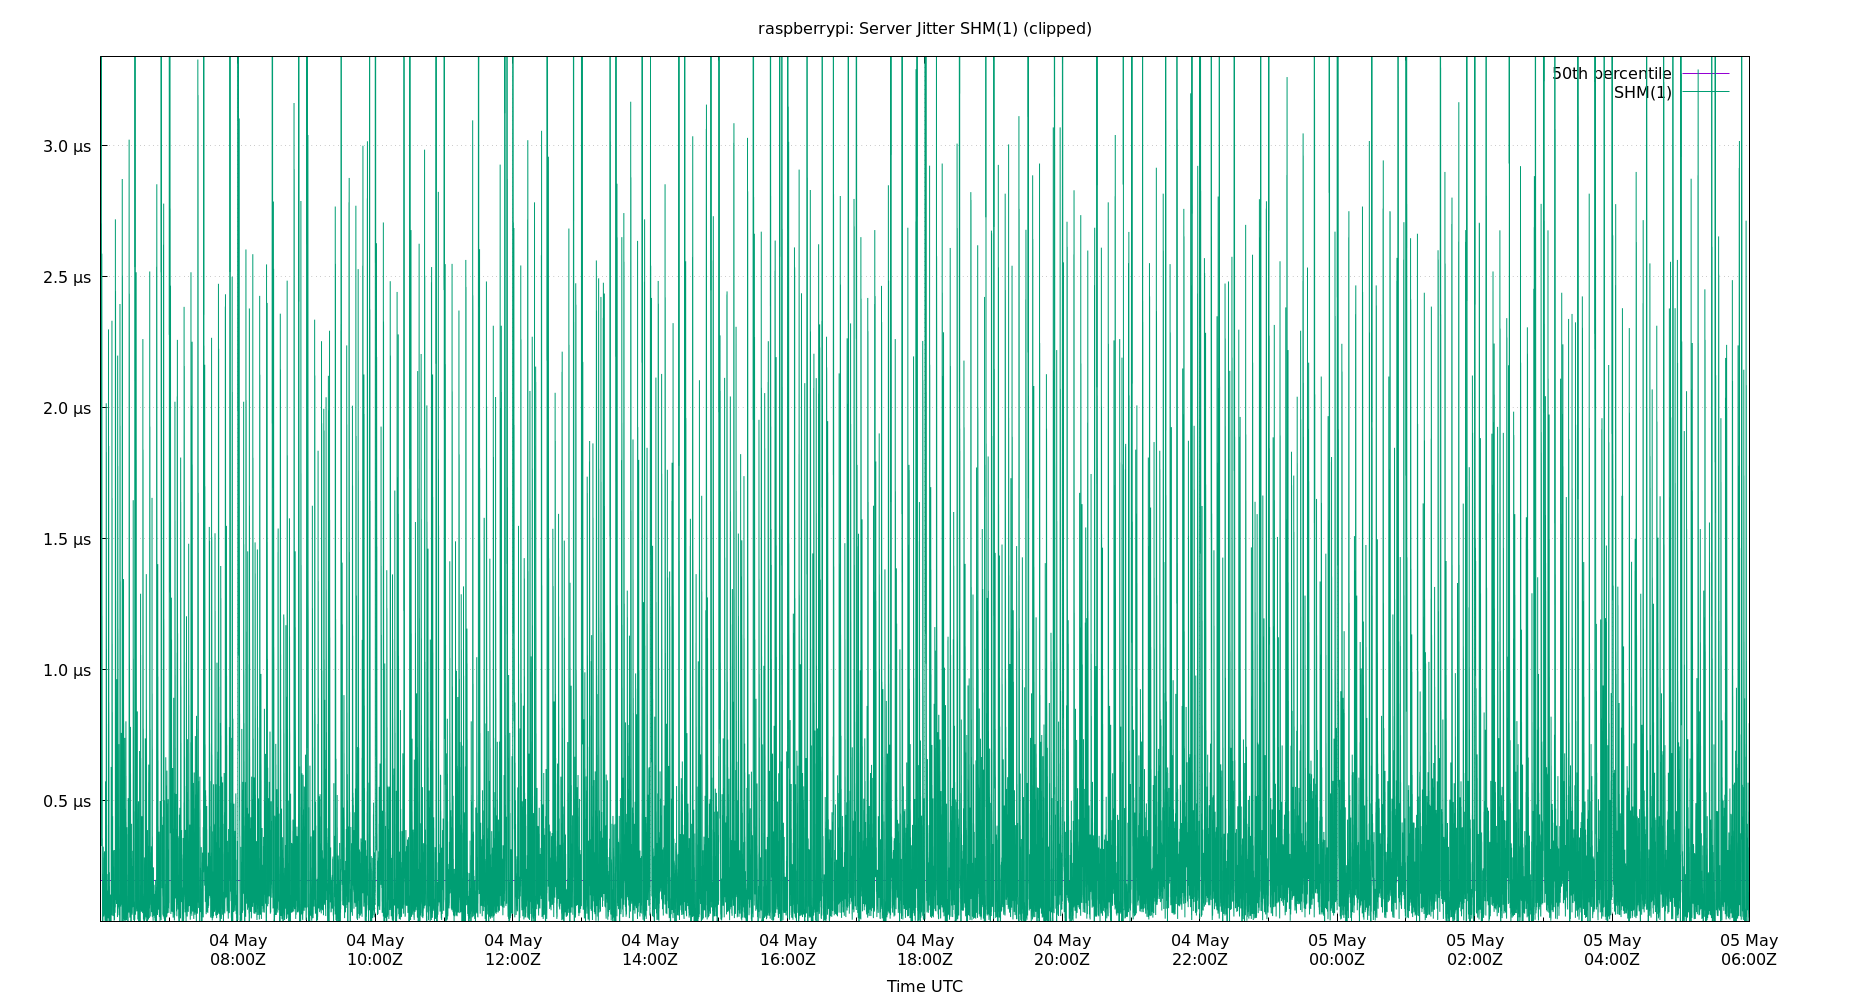 raspberrypi: Server Jitter SHM(1) (clipped)
50th percentile
SHM(1)
3.0 µs
2.5 µs
2.0 µs
1.5 µs
1.0 µs
0.5 µs
04 May 04 May 04 May 04 May 04 May 04 May 04 May 04 May 05 May 05 May 05 May 05 May
08:00Z 10:00Z 12:00Z 14:00Z 16:00Z 18:00Z 20:00Z 22:00Z 00:00Z 02:00Z 04:00Z 06:00Z
Time UTC